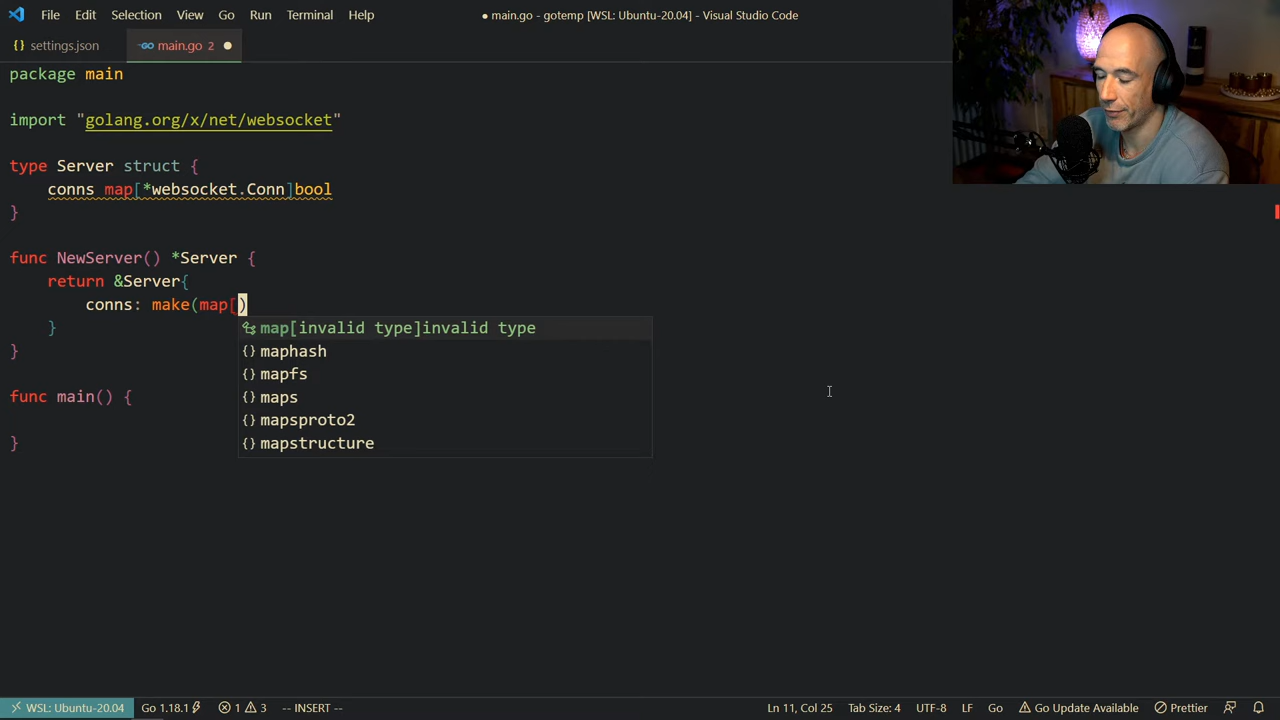 File Edit Selection View Go Run Terminal Help
● main.go - gotemp [WSL: Ubuntu-20.04] - Visual Studio Code
{} settings.json
main.go 2 ●
package main
import "golang.org/x/net/websocket"
type Server struct {
conns map[*websocket.Conn]bool
}
func NewServer() *Server {
return &Server{
conns: make(map[)
map[invalid type]invalid type
{} maphash
{} mapfs
{} maps
{} mapsproto2
{} mapstructure
}
}
func main() {
}
WSL: Ubuntu-20.04 Go 1.18.1 1 3 -- INSERT -- Ln 11, Col 25 Tab Size: 4 UTF-8 LF Go Go Update Available Prettier